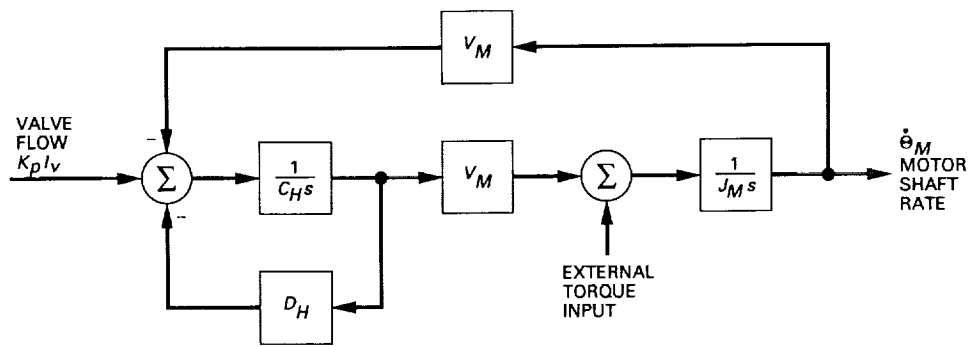 V_M
VALVE
FLOW
K_p I_v
−
Σ
−
1
C_H s
V_M
Σ
1
J_M s
Θ̇_M
MOTOR
SHAFT
RATE
D_H
EXTERNAL
TORQUE
INPUT